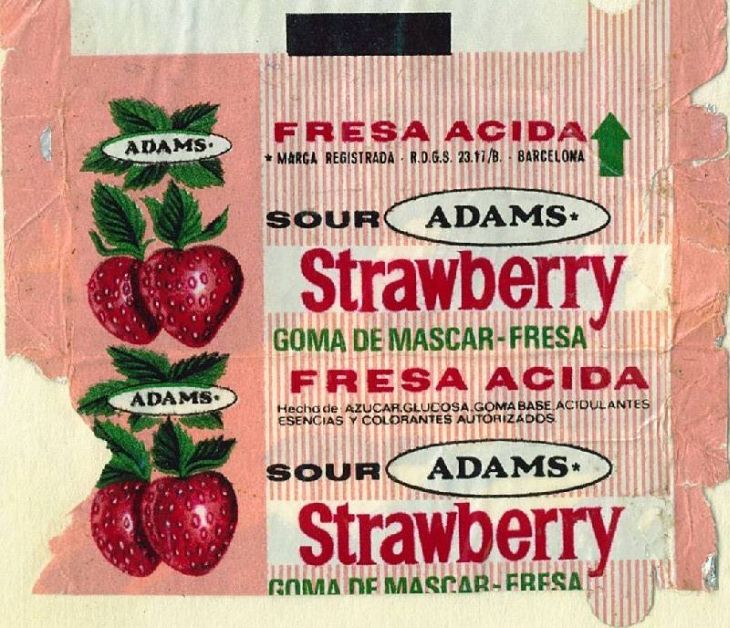 ADAMS*
FRESA ACIDA
* MARCA REGISTRADA - R.D.G.S. 23.17/B. - BARCELONA
SOUR ADAMS*
Strawberry
GOMA DE MASCAR-FRESA
FRESA ACIDA
ADAMS*
Hecha de AZUCAR,GLUCOSA,GOMA BASE,ACIDULANTES
ESENCIAS Y COLORANTES AUTORIZADOS.
SOUR ADAMS*
Strawberry
GOMA DE MASCAR-FRESA